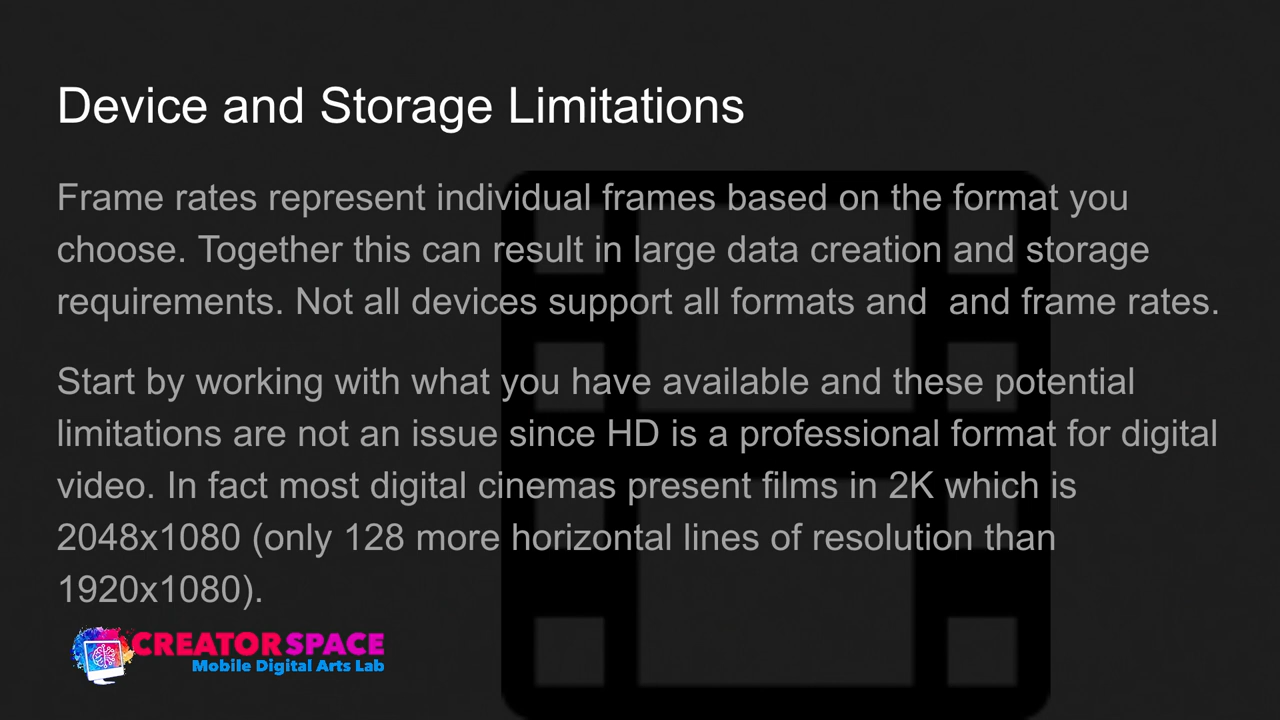 Device and Storage Limitations
Frame rates represent individual frames based on the format you
choose. Together this can result in large data creation and storage
requirements. Not all devices support all formats and  and frame rates.
Start by working with what you have available and these potential
limitations are not an issue since HD is a professional format for digital
video. In fact most digital cinemas present films in 2K which is
2048x1080 (only 128 more horizontal lines of resolution than
1920x1080).
CREATORSPACE
Mobile Digital Arts Lab